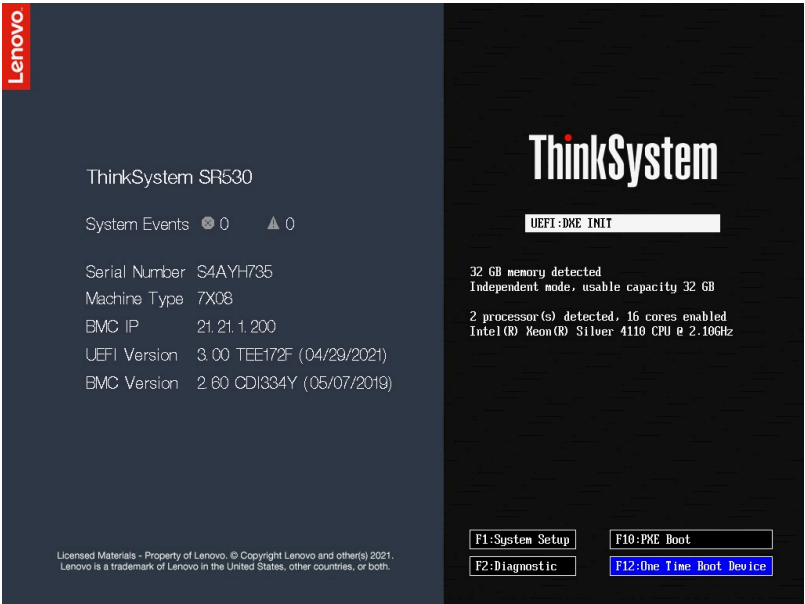 Lenovo.
ThinkSystem SR530
System Events 0 0
Serial Number S4AYH735
Machine Type 7X08
BMC IP 21.21.1.200
UEFI Version 3.00 TEE172F (04/29/2021)
BMC Version 2.60 CDI334Y (05/07/2019)
Licensed Materials - Property of Lenovo. © Copyright Lenovo and other(s) 2021.
Lenovo is a trademark of Lenovo in the United States, other countries, or both.
ThinkSystem
UEFI:DXE INIT
32 GB memory detected
Independent mode, usable capacity 32 GB
2 processor(s) detected, 16 cores enabled
Intel(R) Xeon(R) Silver 4110 CPU @ 2.10GHz
F1:System Setup
F10:PXE Boot
F2:Diagnostic
F12:One Time Boot Device